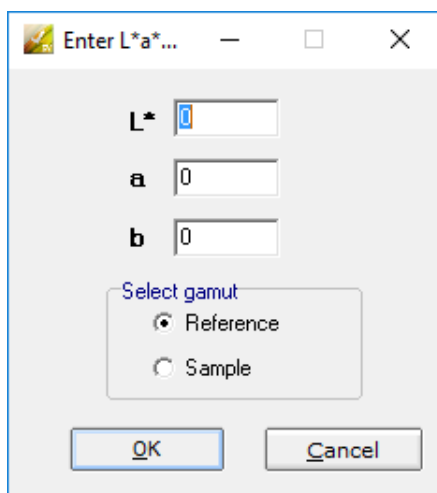 Enter L*a*...
L* 0
a 0
b 0
Select gamut
Reference
Sample
OK
Cancel